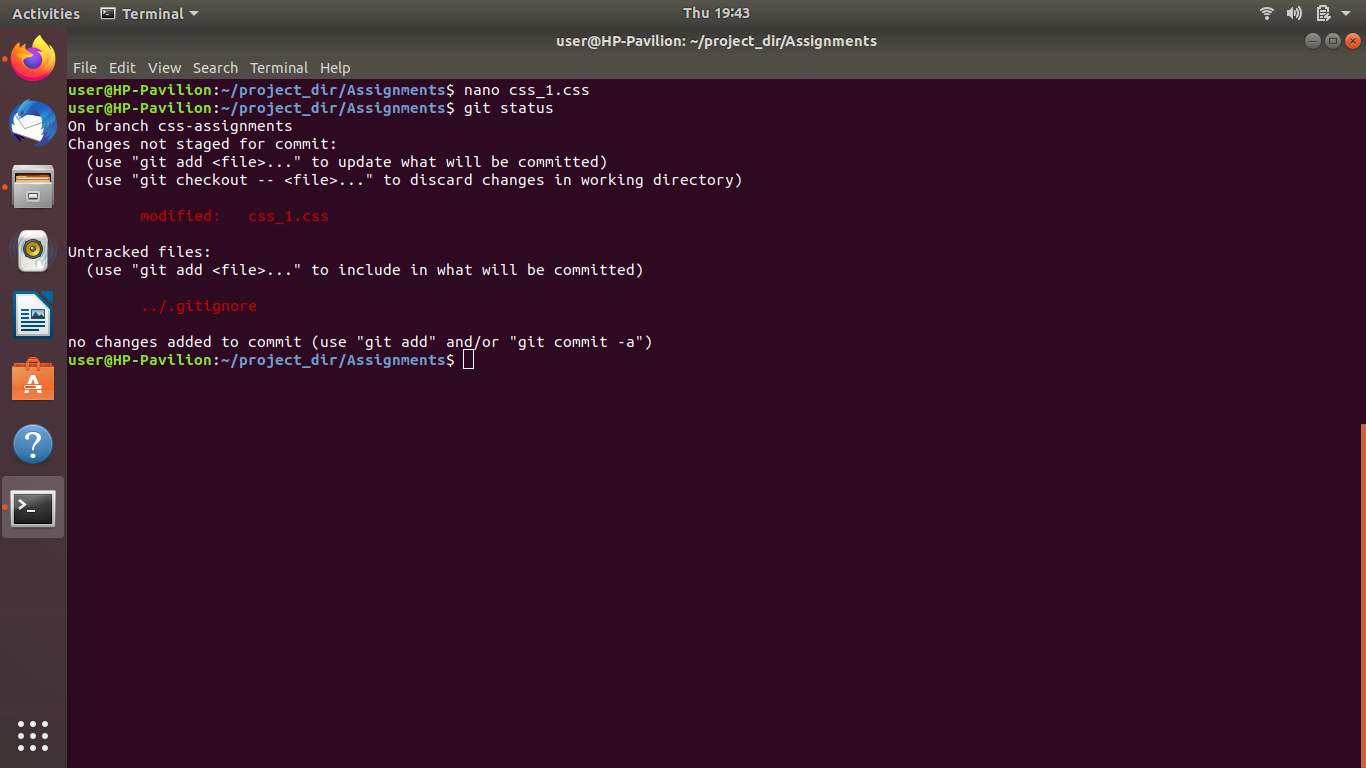 Activities Terminal Thu 19:43
user@HP-Pavilion: ~/project_dir/Assignments
File Edit View Search Terminal Help
user@HP-Pavilion:~/project_dir/Assignments$ nano css_1.css
user@HP-Pavilion:~/project_dir/Assignments$ git status
On branch css-assignments
Changes not staged for commit:
  (use "git add <file>..." to update what will be committed)
  (use "git checkout -- <file>..." to discard changes in working directory)
        modified:   css_1.css
Untracked files:
  (use "git add <file>..." to include in what will be committed)
        ../.gitignore
no changes added to commit (use "git add" and/or "git commit -a")
user@HP-Pavilion:~/project_dir/Assignments$